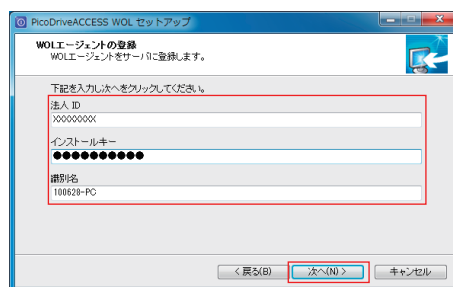 PicoDriveACCESS WOL セットアップ
WOLエージェントの登録
WOLエージェントをサーバに登録します。
下記を入力し次へをクリックしてください。
法人 ID
XXXXXXXX
インストールキー
●●●●●●●●●●
識別名
100628-PC
< 戻る(B)
次へ(N) >
キャンセル